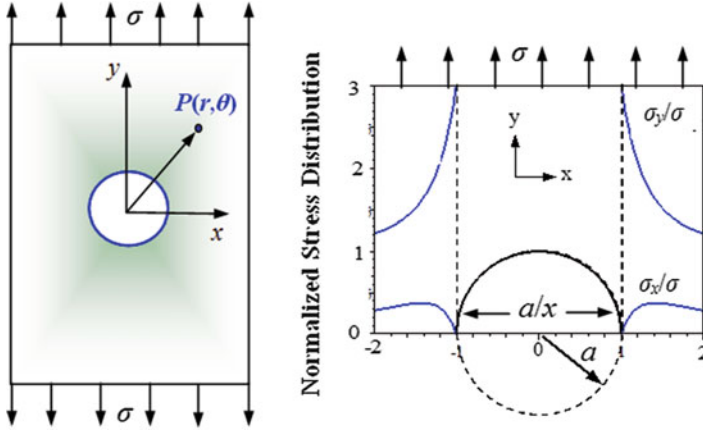 σ
y
P(r,θ)
x
σ
Normalized Stress Distribution
σ
3
σy/σ
y
2
x
1
σx/σ
a/x
0
a
-2
-1
0
1
2